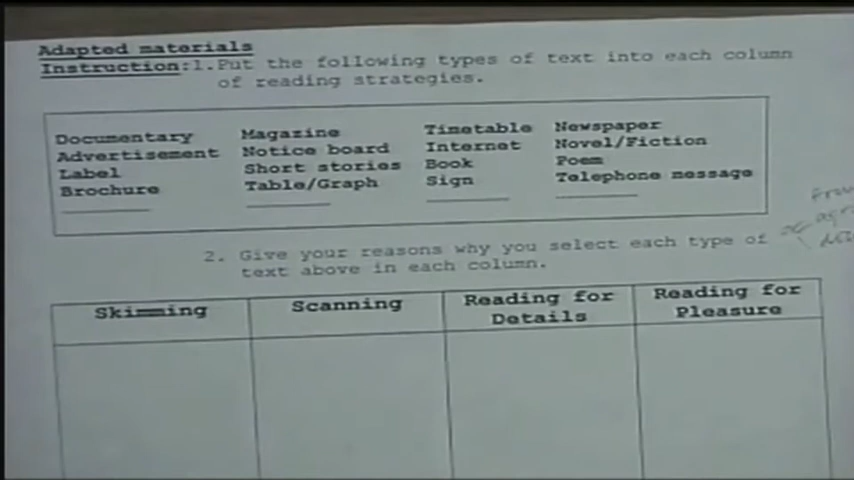 Adapted materials
Instruction:1.Put the following types of text into each column
of reading strategies.
Documentary Magazine Timetable Newspaper
Advertisement Notice board Internet Novel/Fiction
Label Short stories Book Poem
Brochure Table/Graph Sign Telephone message
2. Give your reasons why you select each type of
text above in each column.
Skimming Scanning Reading for Details Reading for Pleasure